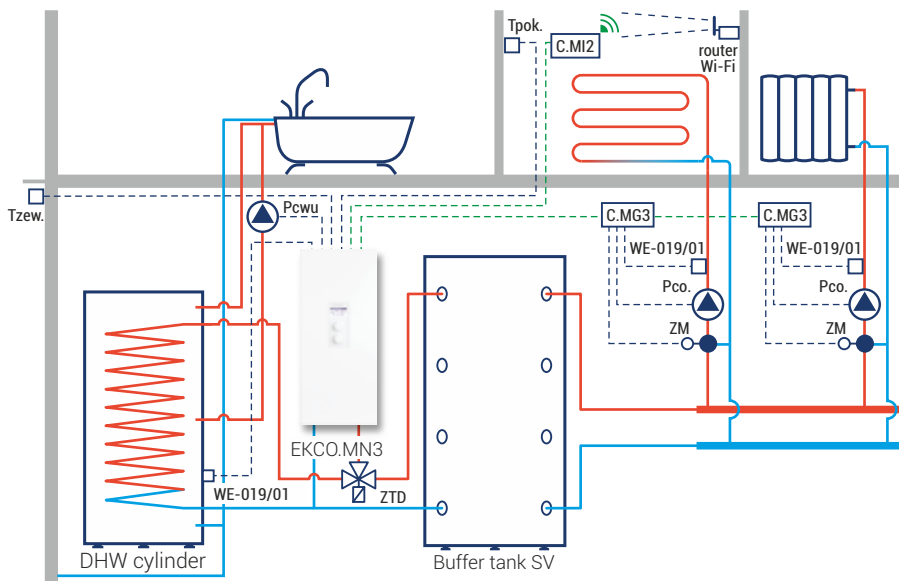 Tpok.
C.MI2
router
Wi-Fi
Tzew.
Pcwu
C.MG3
C.MG3
WE-019/01
WE-019/01
Pco.
Pco.
ZM
ZM
EKCO.MN3
WE-019/01
ZTD
DHW cylinder
Buffer tank SV